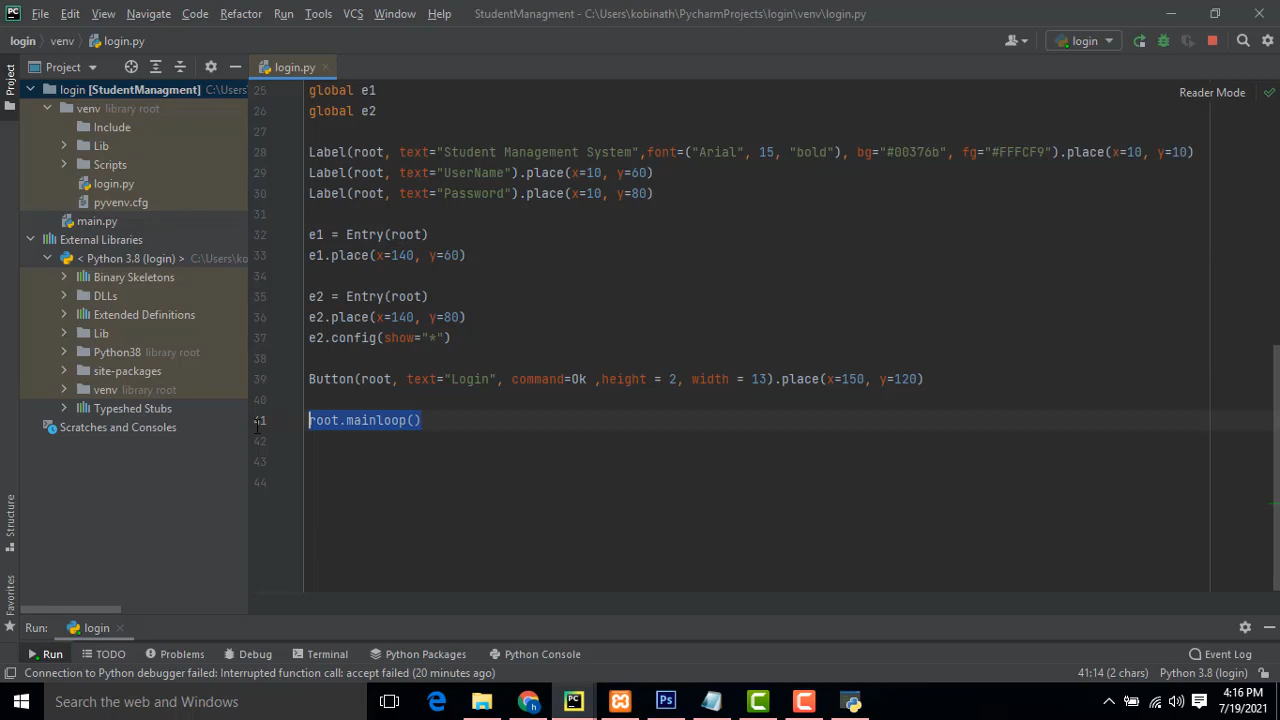 PC File Edit View Navigate Code Refactor Run Tools VCS Window Help StudentManagment - C:\Users\kobinath\PycharmProjects\login\venv\login.py
login venv login.py login
Project login.py
Project
login [StudentManagment] C:\Users
venv library root
Include
Lib
Scripts
login.py
pyvenv.cfg
main.py
External Libraries
< Python 3.8 (login) > C:\Users\ko
Binary Skeletons
DLLs
Extended Definitions
Lib
Python38 library root
site-packages
venv library root
Typeshed Stubs
Scratches and Consoles
Reader Mode
25 global e1
26 global e2
27
28 Label(root, text="Student Management System",font=("Arial", 15, "bold"), bg="#00376b", fg="#FFFCF9").place(x=10, y=10)
29 Label(root, text="UserName").place(x=10, y=60)
30 Label(root, text="Password").place(x=10, y=80)
31
32 e1 = Entry(root)
33 e1.place(x=140, y=60)
34
35 e2 = Entry(root)
36 e2.place(x=140, y=80)
37 e2.config(show="*")
38
39 Button(root, text="Login", command=Ok ,height = 2, width = 13).place(x=150, y=120)
40
41 root.mainloop()
42
43
44
Structure
Favorites
Run: login
Run TODO Problems Debug Terminal Python Packages Python Console Event Log
Connection to Python debugger failed: Interrupted function call: accept failed (20 minutes ago) 41:14 (2 chars) Python 3.8 (login)
Search the web and Windows
Ps
PC
4:16 PM
7/19/2021